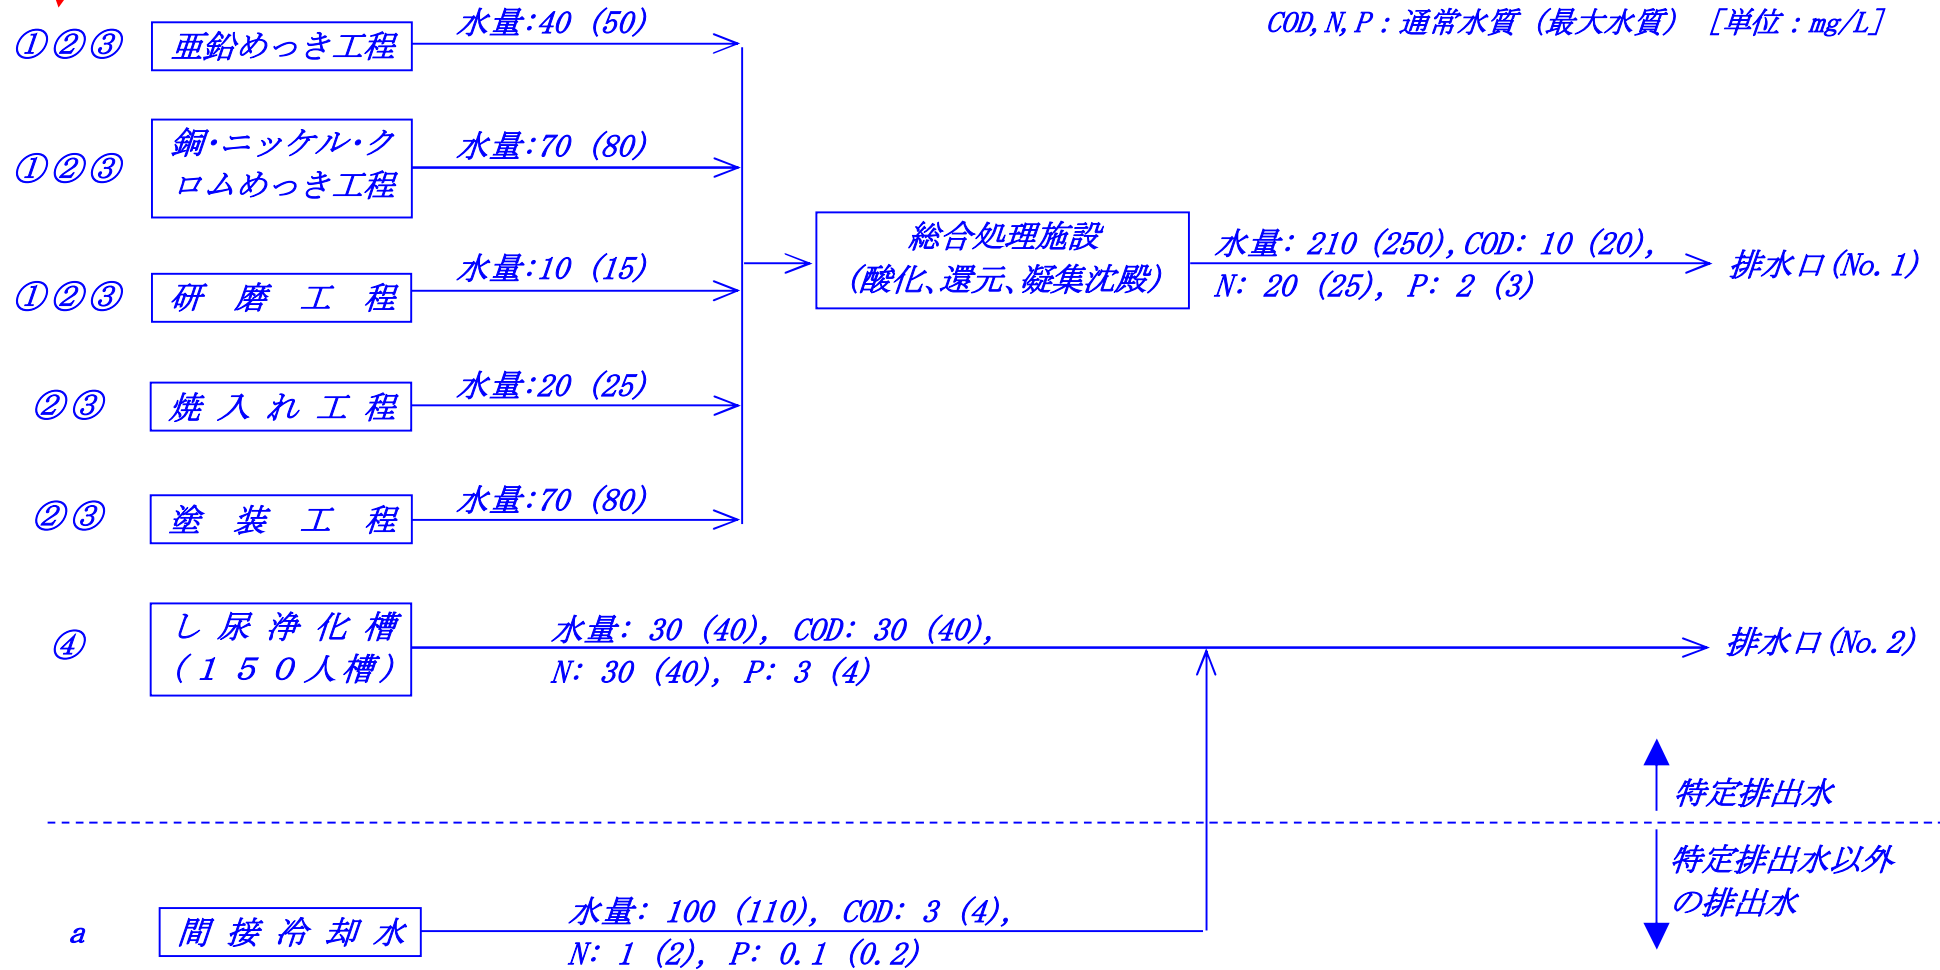 COD,N,P：通常水質（最大水質）［単位：mg/L］
①②③
亜鉛めっき工程
水量:40 (50)
①②③
銅・ニッケル・ク
ロムめっき工程
水量:70 (80)
①②③
研 磨 工 程
水量:10 (15)
総合処理施設
(酸化、還元、凝集沈殿)
水量: 210 (250),COD: 10 (20),
N: 20 (25), P: 2 (3)
排水口(No.1)
②③
焼 入 れ 工 程
水量:20 (25)
②③
塗 装 工 程
水量:70 (80)
④
し 尿 浄 化 槽
(１５０人槽)
水量: 30 (40), COD: 30 (40),
N: 30 (40), P: 3 (4)
排水口(No.2)
特定排出水
特定排出水以外
の排出水
a
間 接 冷 却 水
水量: 100 (110), COD: 3 (4),
N: 1 (2), P: 0.1 (0.2)